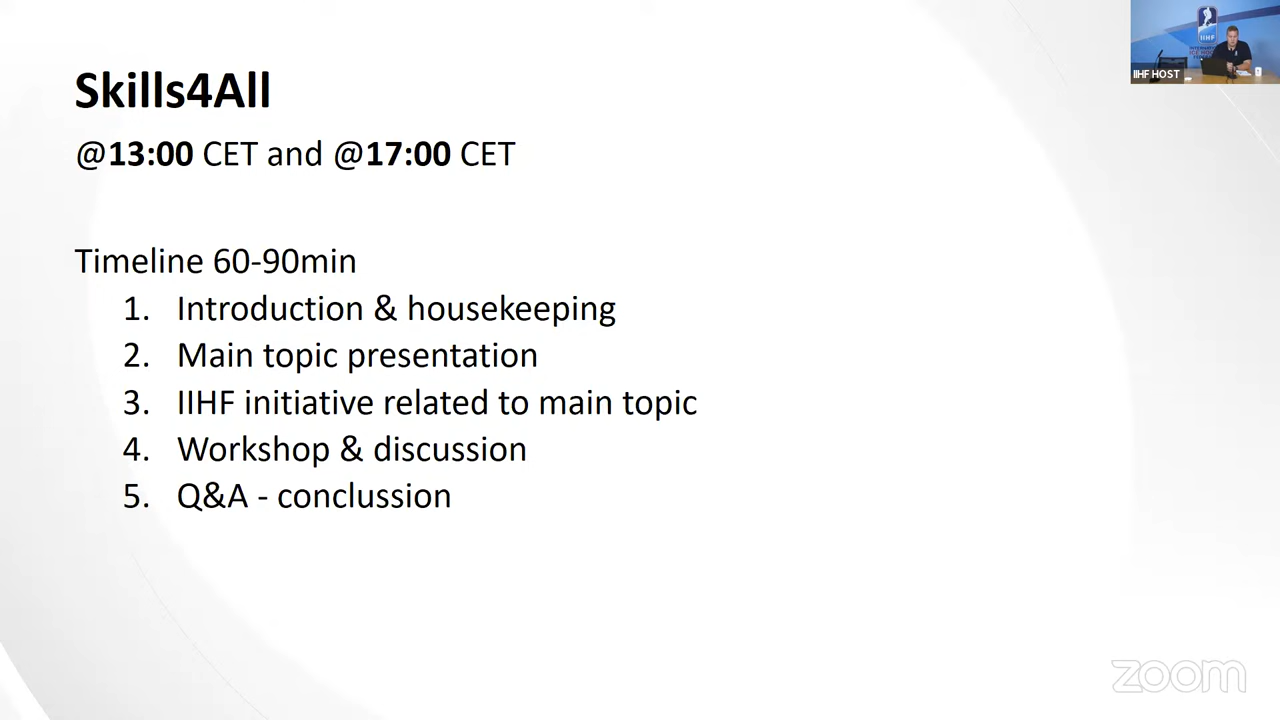 Skills4All
@13:00 CET and @17:00 CET
Timeline 60-90min
1. Introduction & housekeeping
2. Main topic presentation
3. IIHF initiative related to main topic
4. Workshop & discussion
5. Q&A - conclussion
IIHF
IIHF HOST
zoom